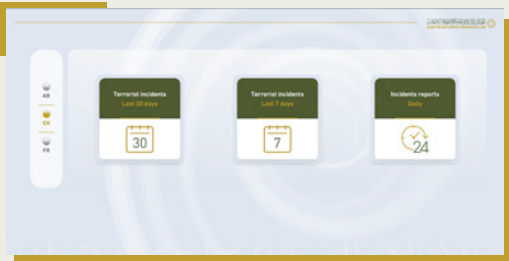 AR
EN
FR
Terrorist incidents
Last 30 days
30
Terrorist incidents
Last 7 days
7
Incidents reports
Daily
24